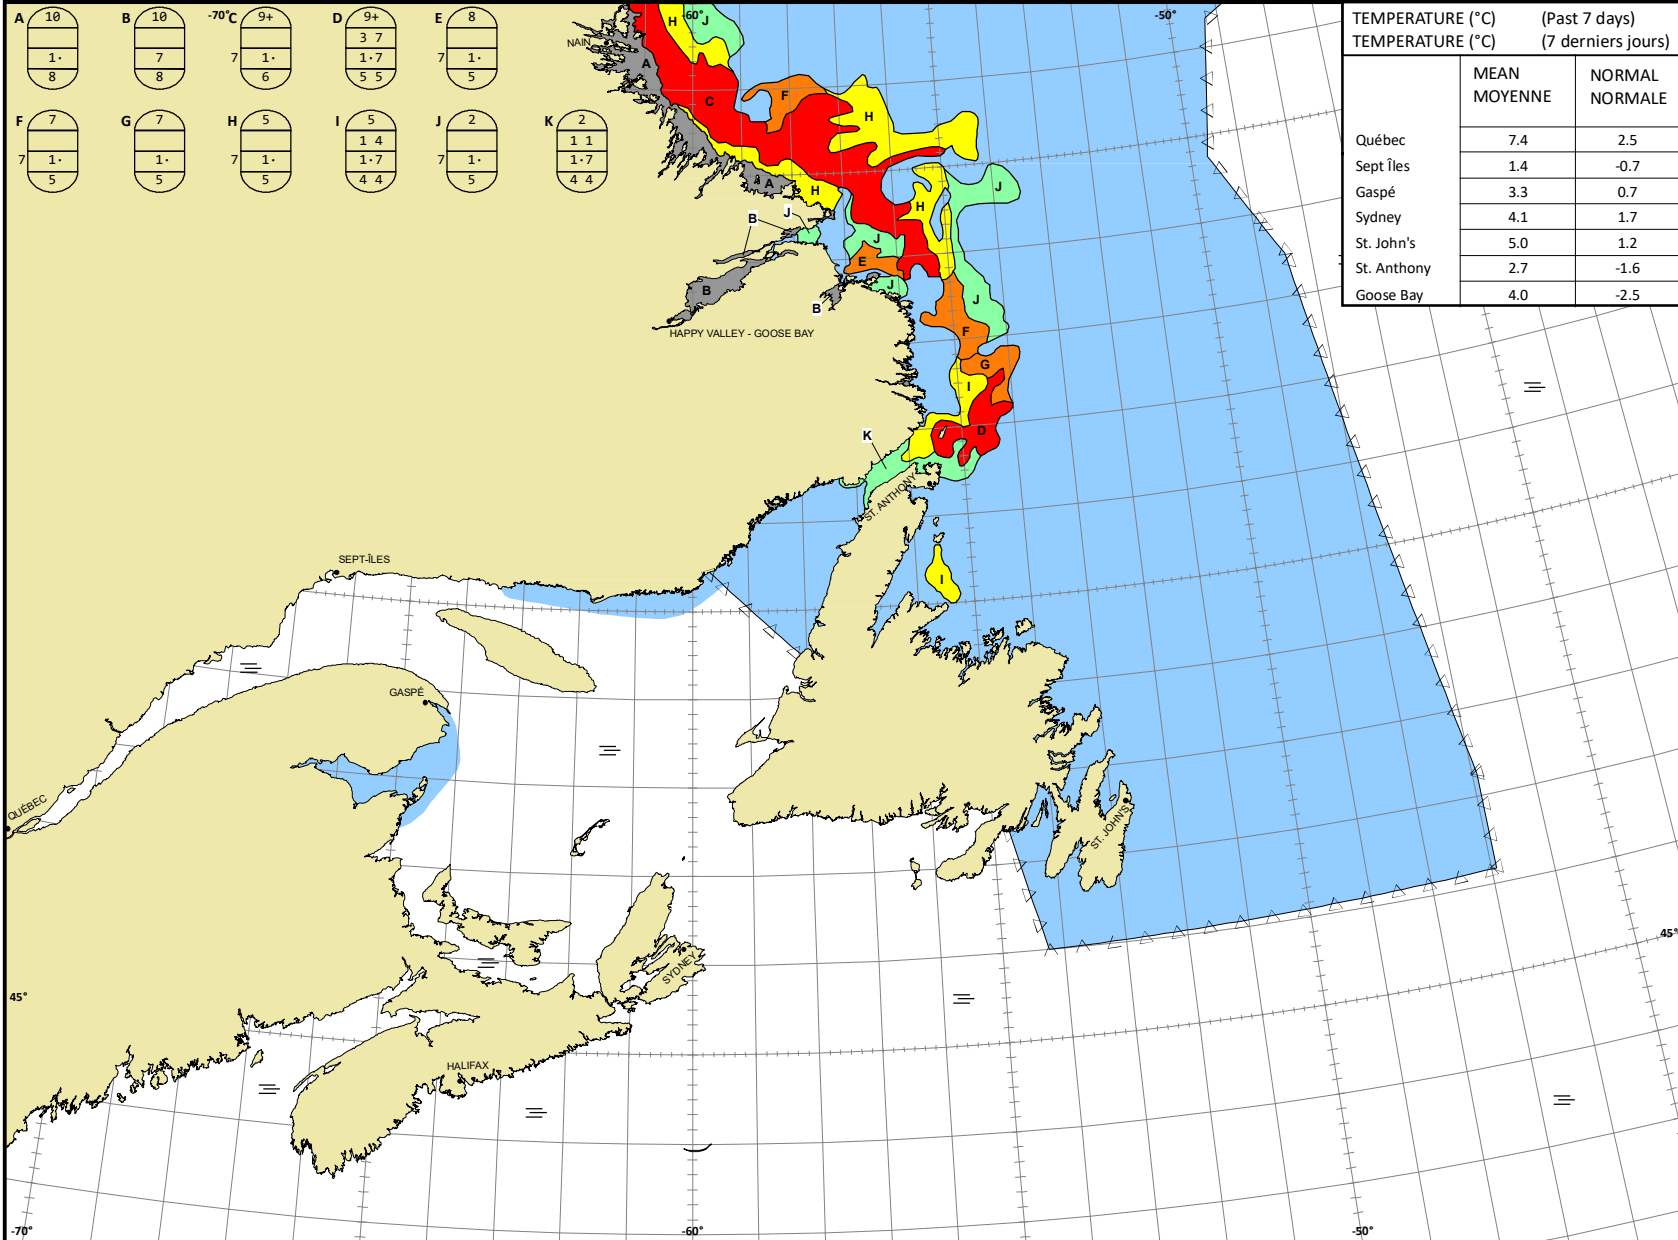 A 10 1· 8
B 10 7 8
-70°
C 9+ 7 1· 6
D 9+ 3 7 1·7 5 5
E 8 7 1· 5
F 7 7 1· 5
G 7 1· 5
H 5 7 1· 5
I 5 1 4 1·7 4 4
J 2 7 1· 5
K 2 1 1 1·7 4 4
-60°
-50°
TEMPERATURE (°C) (Past 7 days)
TEMPERATURE (°C) (7 derniers jours)
MEAN NORMAL
MOYENNE NORMALE
Québec 7.4 2.5
Sept Îles 1.4 -0.7
Gaspé 3.3 0.7
Sydney 4.1 1.7
St. John's 5.0 1.2
St. Anthony 2.7 -1.6
Goose Bay 4.0 -2.5
H
J
NAIN
A
C
F
H
A
H
J
B
J
H
J
E
B
J
J
B
HAPPY VALLEY - GOOSE BAY
F
G
I
D
K
ST. ANTHONY
SEPT-ÎLES
I
GASPÉ
QUÉBEC
ST. JOHN'S
SYDNEY
45°
45°
HALIFAX
-70°
-60°
-50°